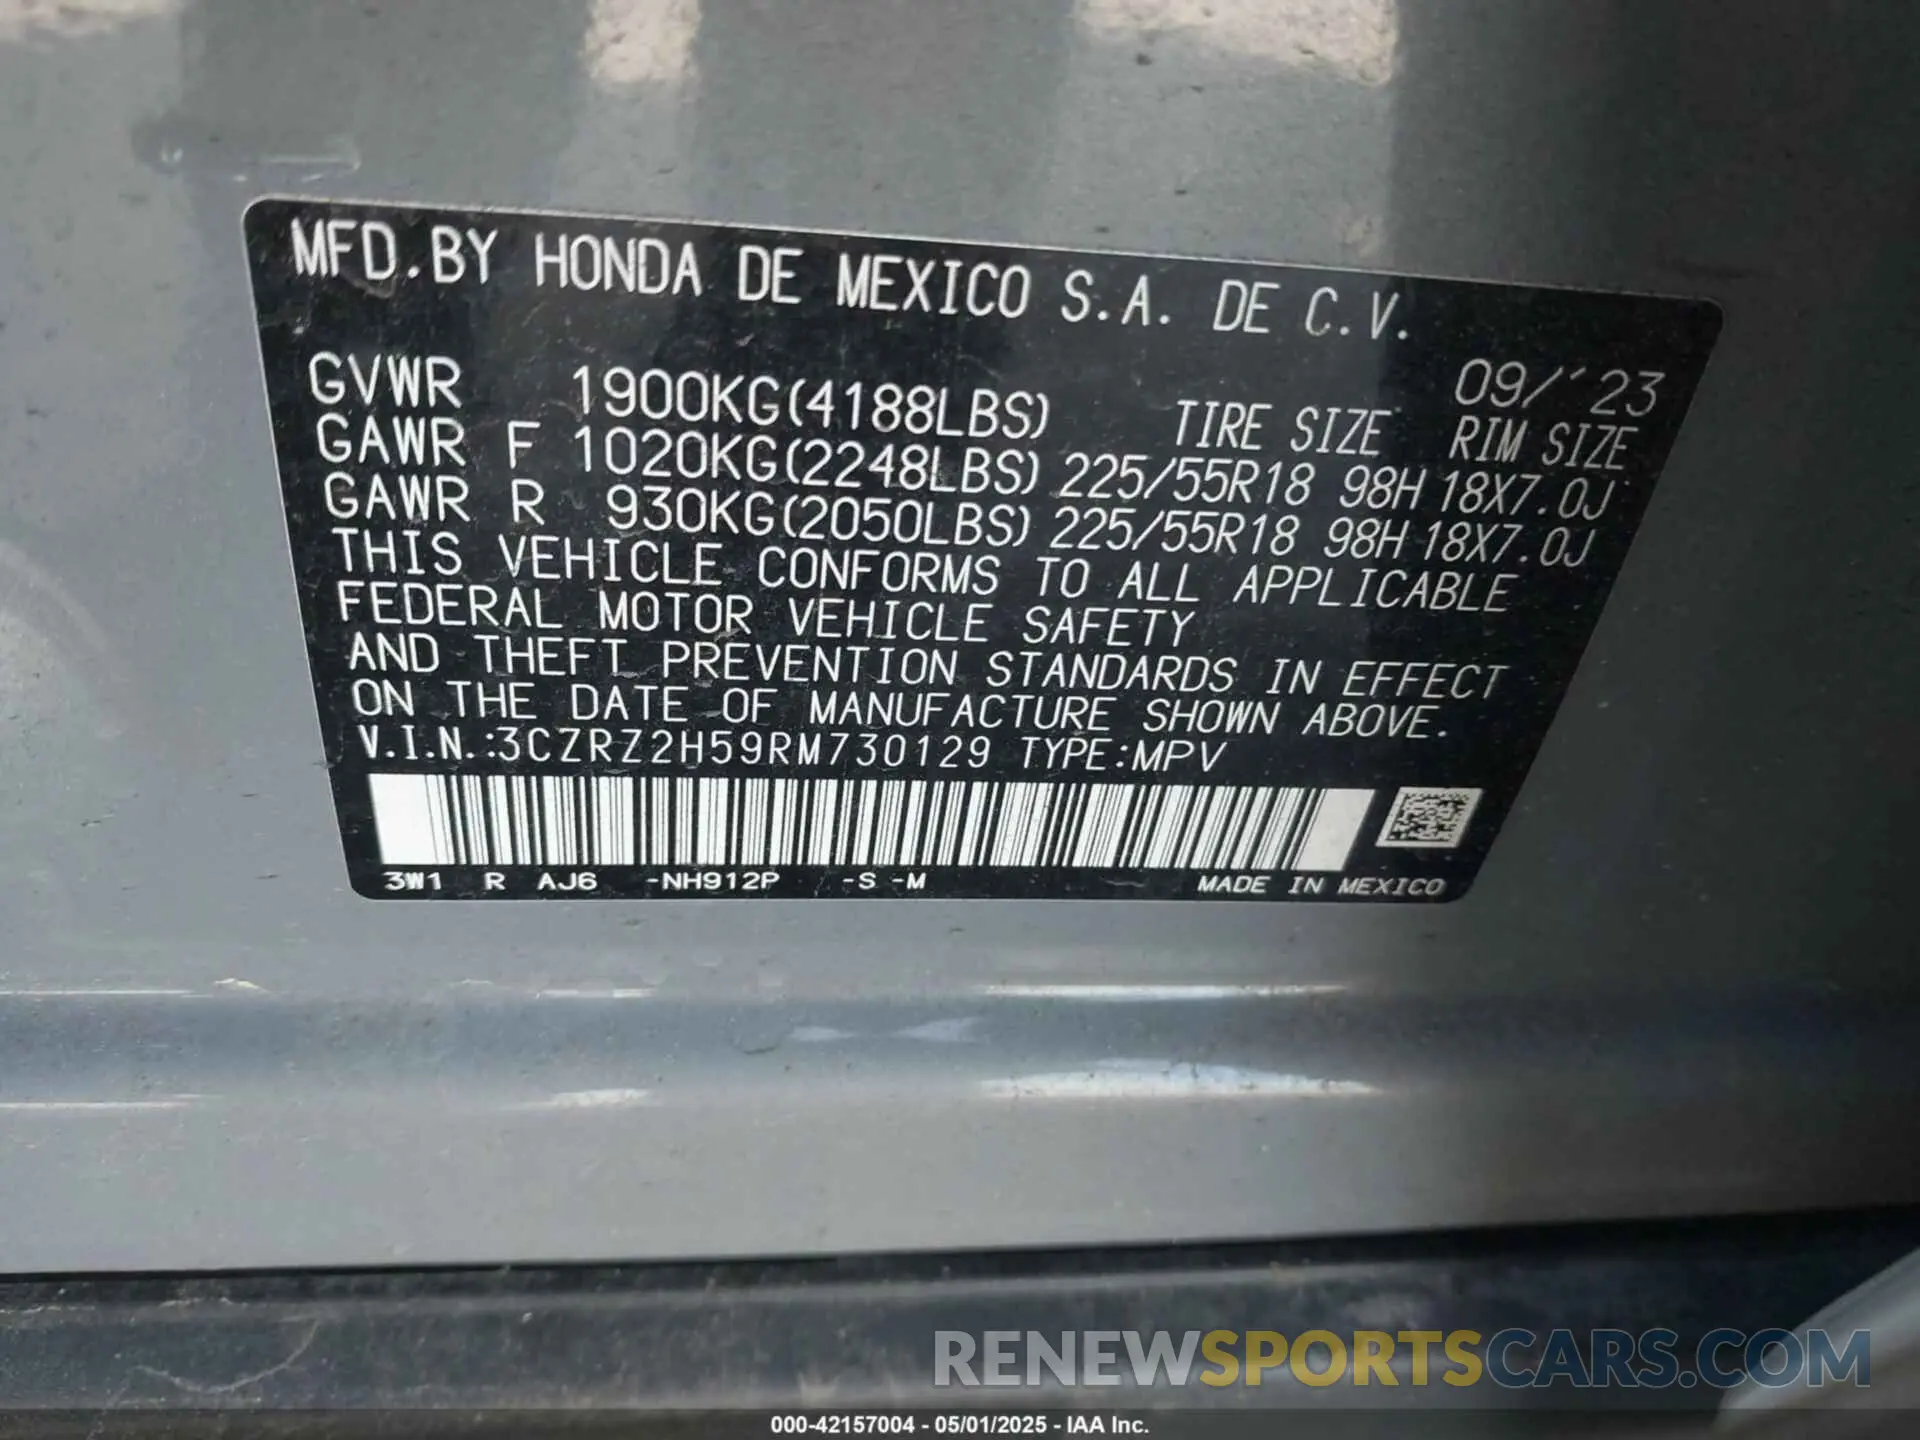 MFD.BY HONDA DE MEXICO S.A. DE C.V.
09/´23
GVWR 1900KG(4188LBS) TIRE SIZE RIM SIZE
GAWR F 1020KG(2248LBS) 225/55R18 98H 18X7.0J
GAWR R 930KG(2050LBS) 225/55R18 98H 18X7.0J
THIS VEHICLE CONFORMS TO ALL APPLICABLE
FEDERAL MOTOR VEHICLE SAFETY
AND THEFT PREVENTION STANDARDS IN EFFECT
ON THE DATE OF MANUFACTURE SHOWN ABOVE.
V.I.N.:3CZRZ2H59RM730129 TYPE:MPV
3W1 R AJ6 -NH912P -S -M MADE IN MEXICO
RENEWSPORTSCARS.COM
000-42157004 - 05/01/2025 - IAA Inc.